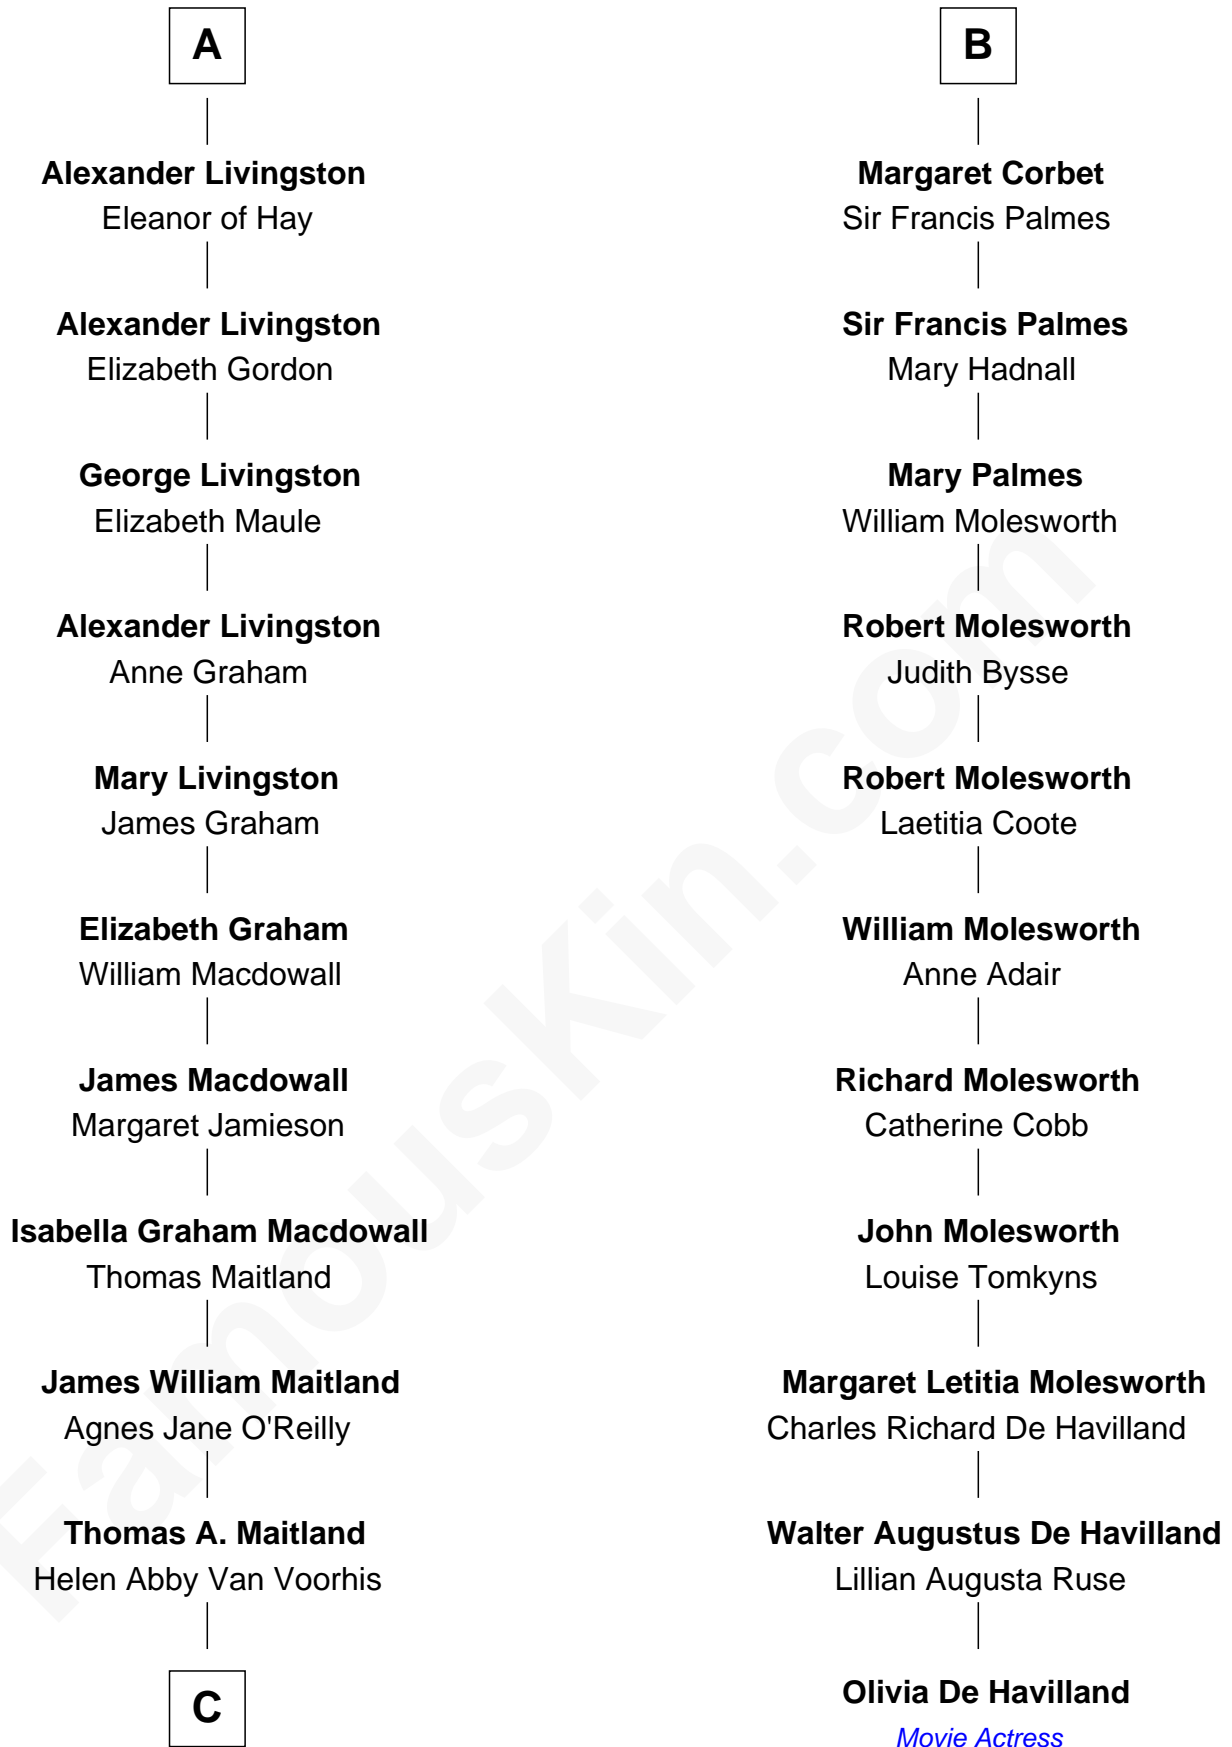 A
Alexander Livingston
Eleanor of Hay
Alexander Livingston
Elizabeth Gordon
George Livingston
Elizabeth Maule
Alexander Livingston
Anne Graham
Mary Livingston
James Graham
Elizabeth Graham
William Macdowall
James Macdowall
Margaret Jamieson
Isabella Graham Macdowall
Thomas Maitland
James William Maitland
Agnes Jane O'Reilly
Thomas A. Maitland
Helen Abby Van Voorhis
C
B
Margaret Corbet
Sir Francis Palmes
Sir Francis Palmes
Mary Hadnall
Mary Palmes
William Molesworth
Robert Molesworth
Judith Bysse
Robert Molesworth
Laetitia Coote
William Molesworth
Anne Adair
Richard Molesworth
Catherine Cobb
John Molesworth
Louise Tomkyns
Margaret Letitia Molesworth
Charles Richard De Havilland
Walter Augustus De Havilland
Lillian Augusta Ruse
Olivia De Havilland
Movie Actress
FamousKin.com